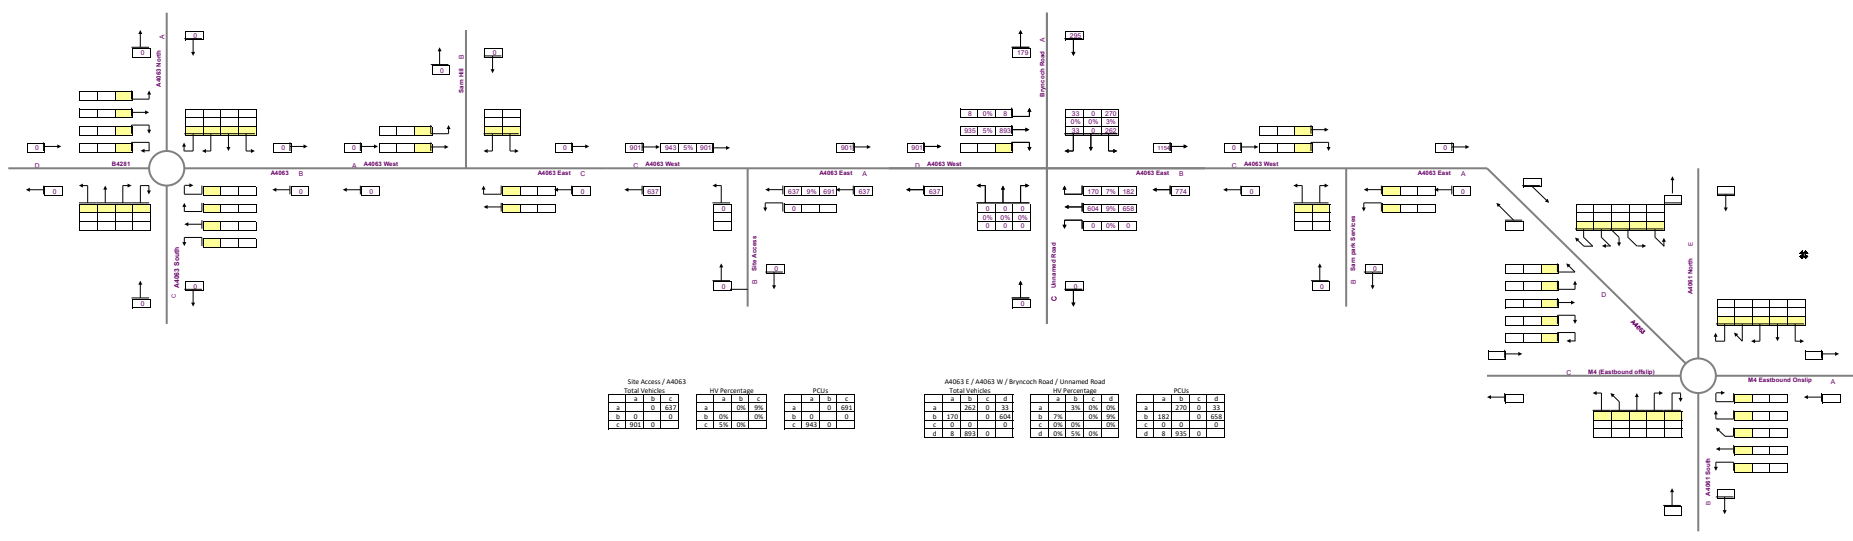 A4063 North
A
0
0
0
D
B4281
0
0
A4063
B
0
A4063 South
C
0
0
Sarn Hill
B
0
0
0
A
A4063 West
0
0
A4063 East
C
0
901
943 5% 901
C
A4063 West
637
901
A4063 East
A
637 9% 691
637
0
0
Site Access
B
0
0
Bryncoch Road
A
179
295
8 0% 8
935 5% 893
33 0 270
0% 0% 3%
33 0 262
901
D
A4063 West
637
1154
A4063 East
B
170 7% 182
774
604 9% 658
0 0% 0
0 0 0
0% 0% 0%
0 0 0
Unnamed Road
C
0
0
0
C
A4063 West
0
0
A4063 East
A
0
Sarn park Services
B
0
0
D
A4063
A4061 North
E
C
M4 (Eastbound offslip)
M4 Eastbound Onslip
A
A4061 South
B
Site Access / A4063
Total Vehicles HV Percentage PCUs
a b c a b c a b c
a 0 637 a 0% 9% a 0 691
b 0 0 b 0% 0% b 0 0
c 901 0 c 5% 0% c 943 0
A4063 E / A4063 W / Bryncoch Road / Unnamed Road
Total Vehicles HV Percentage PCUs
a b c d a b c d a b c d
a 262 0 33 a 3% 0% 0% a 270 0 33
b 170 0 604 b 7% 0% 9% b 182 0 658
c 0 0 0 c 0% 0% 0% c 0 0 0
d 8 893 0 d 0% 5% 0% d 8 935 0